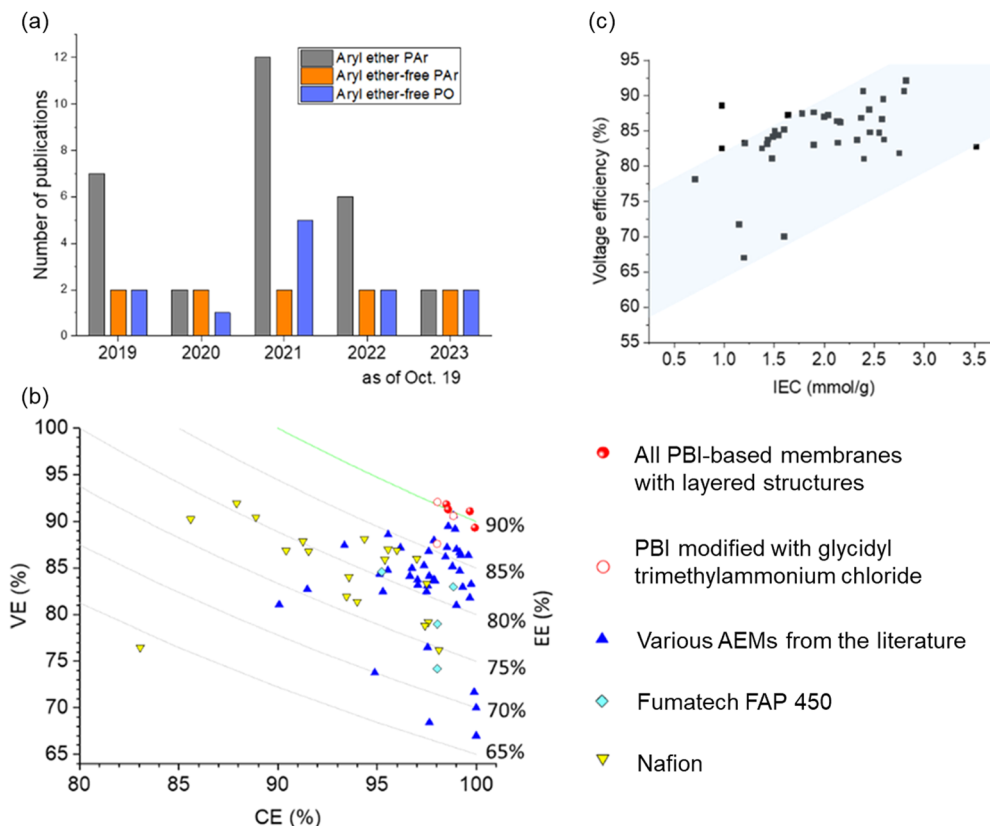 (a)
Number of publications
12
10
8
6
4
2
0
Aryl ether PAr
Aryl ether-free PAr
Aryl ether-free PO
2019 2020 2021 2022 2023
as of Oct. 19
(c)
Voltage efficiency (%)
95
90
85
80
75
70
65
60
55
0.5 1.0 1.5 2.0 2.5 3.0 3.5
IEC (mmol/g)
(b)
VE (%)
100
95
90
85
80
75
70
65
90%
85%
80%
75%
70%
65%
EE (%)
80 85 90 95 100
CE (%)
All PBI-based membranes
with layered structures
PBI modified with glycidyl
trimethylammonium chloride
Various AEMs from the literature
Fumatech FAP 450
Nafion